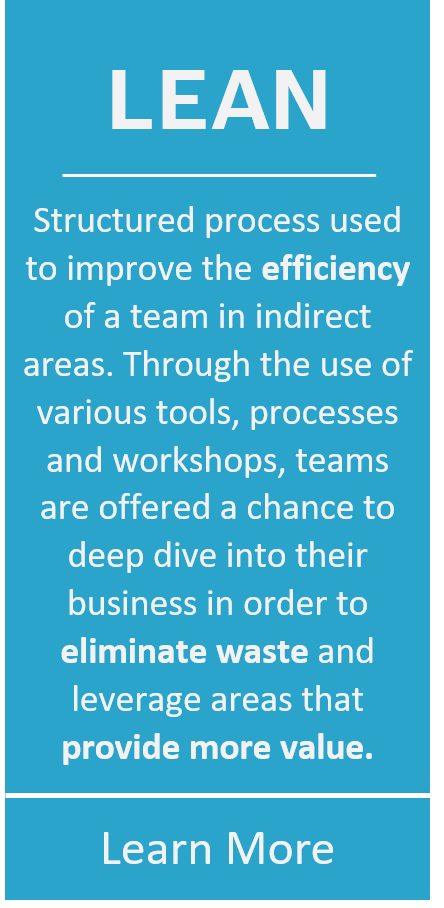 LEAN
Structured process used
to improve the efficiency
of a team in indirect
areas. Through the use of
various tools, processes
and workshops, teams
are offered a chance to
deep dive into their
business in order to
eliminate waste and
leverage areas that
provide more value.
Learn More